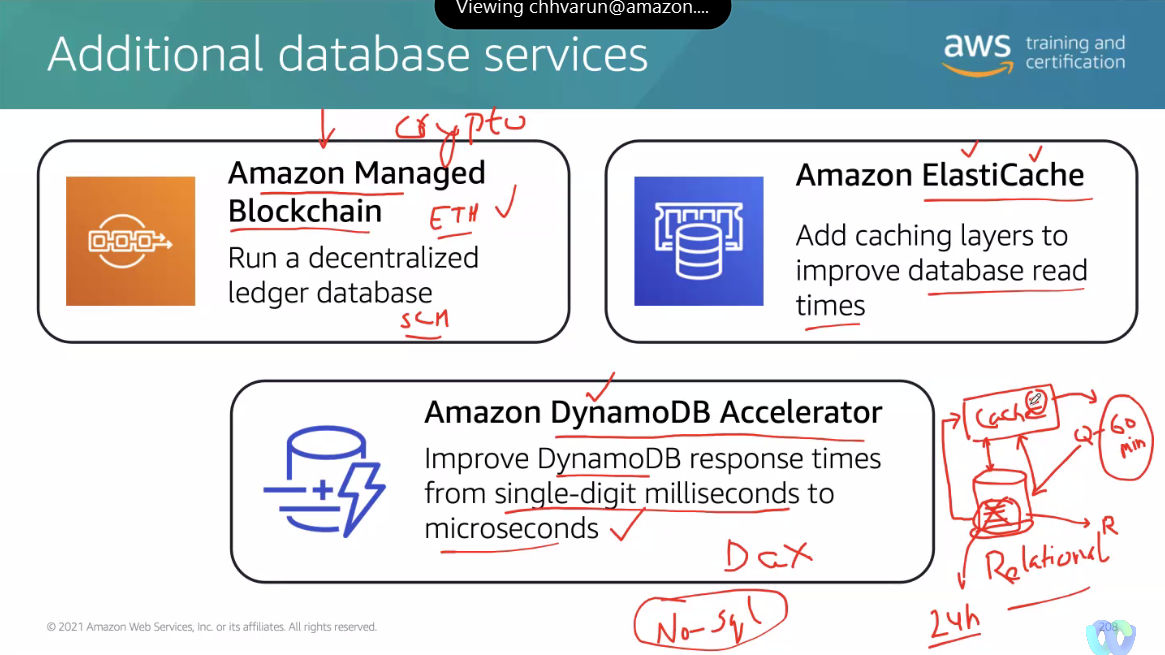 Viewing chhvarun@amazon....
Additional database services
aws training and
certification
crypto
Amazon Managed
Blockchain
ETH
Run a decentralized
ledger database
SCM
Amazon ElastiCache
Add caching layers to
improve database read
times
Amazon DynamoDB Accelerator
Improve DynamoDB response times
from single-digit milliseconds to
microseconds
Dax
No-Sql
Cache
Q-60
min
R
Relational
24h
© 2021 Amazon Web Services, Inc. or its affiliates. All rights reserved.
208